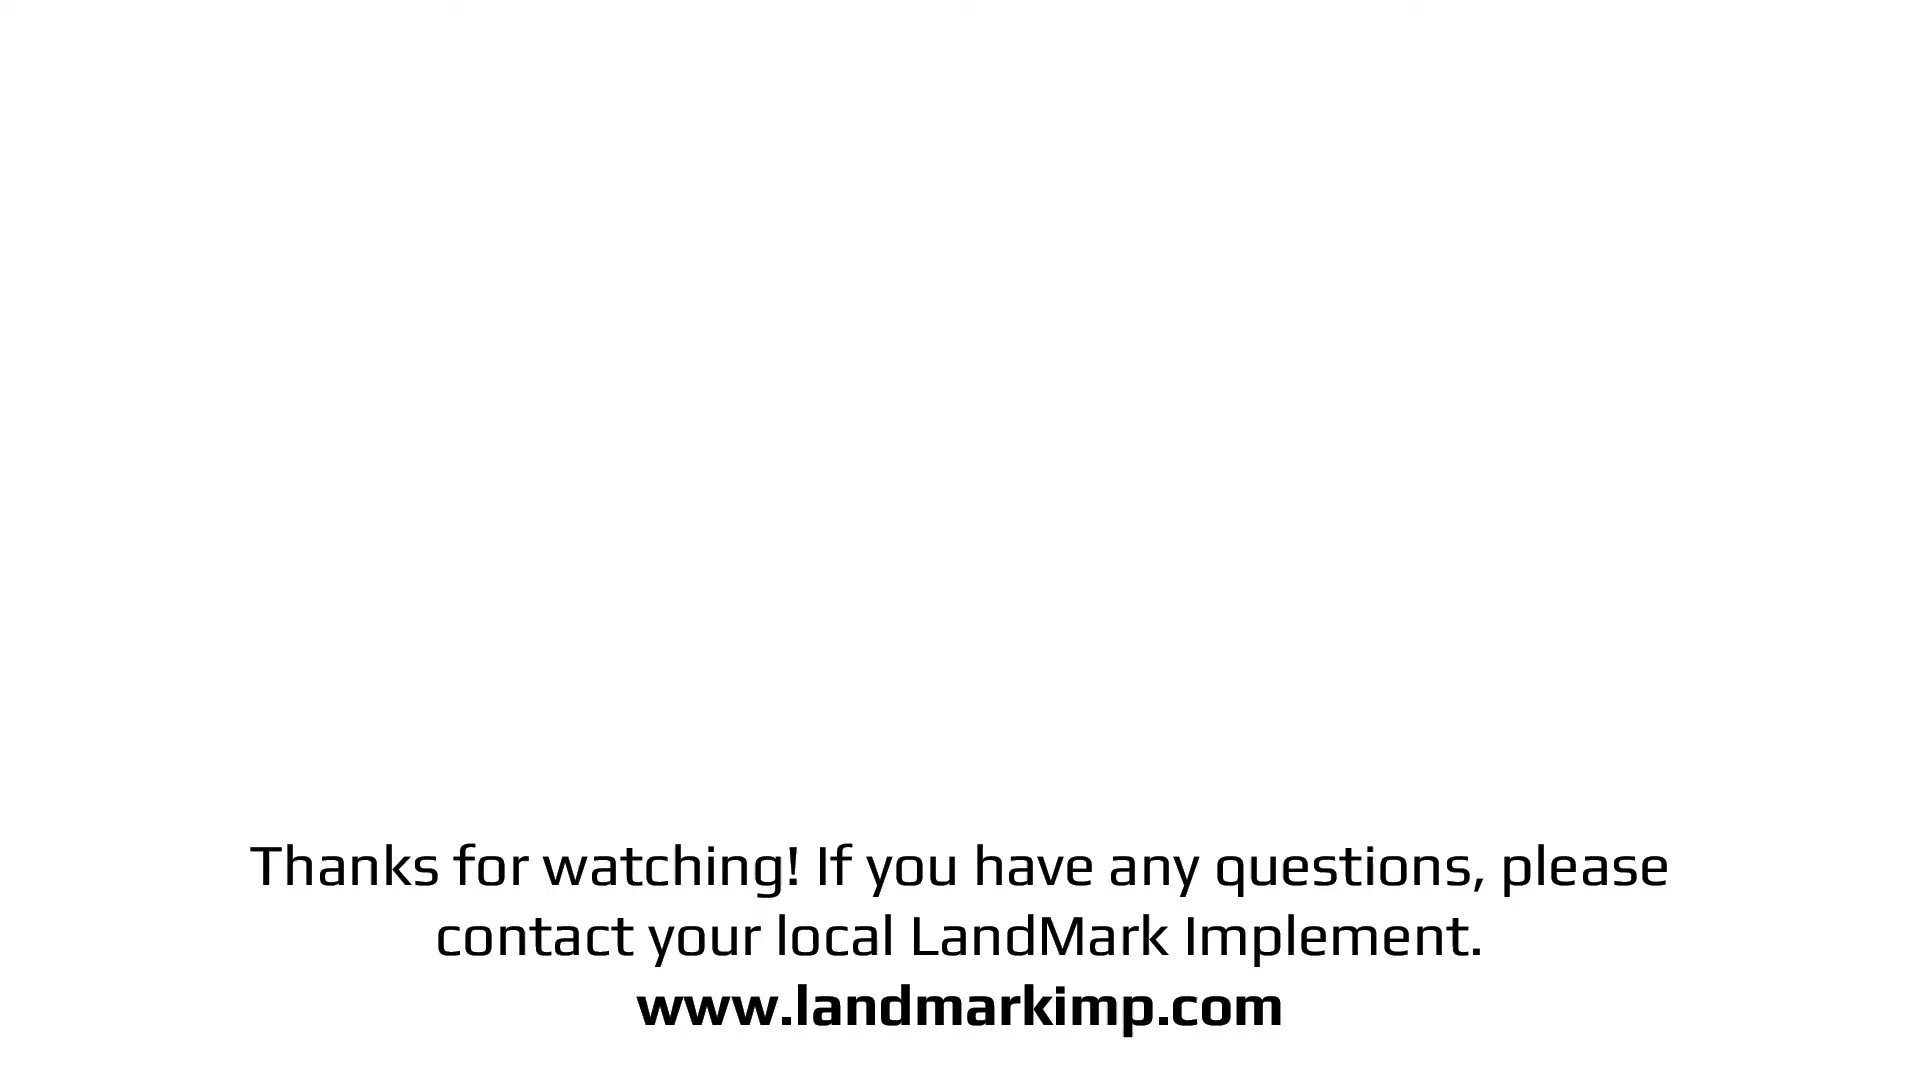 Thanks for watching! If you have any questions, please
contact your local LandMark Implement.
www.landmarkimp.com